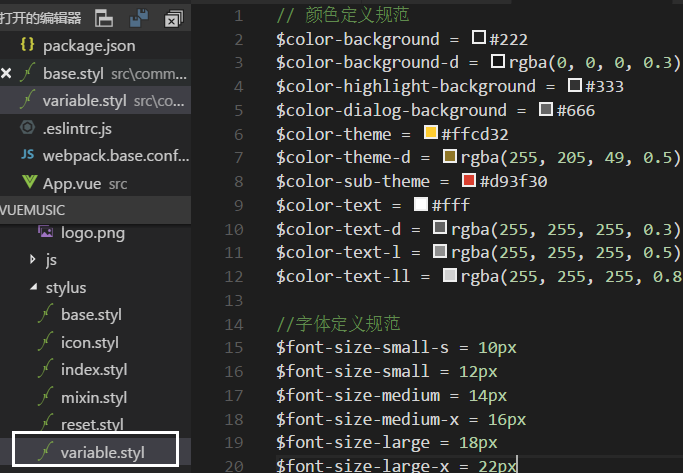 打开的编辑器
package.json
base.styl src\comm...
variable.styl src\co...
.eslintrc.js
JS webpack.base.conf...
App.vue src
VUEMUSIC
logo.png
js
stylus
base.styl
icon.styl
index.styl
mixin.styl
reset.styl
variable.styl
1 // 颜色定义规范
2 $color-background = #222
3 $color-background-d = rgba(0, 0, 0, 0.3)
4 $color-highlight-background = #333
5 $color-dialog-background = #666
6 $color-theme = #ffcd32
7 $color-theme-d = rgba(255, 205, 49, 0.5)
8 $color-sub-theme = #d93f30
9 $color-text = #fff
10 $color-text-d = rgba(255, 255, 255, 0.3)
11 $color-text-l = rgba(255, 255, 255, 0.5)
12 $color-text-ll = rgba(255, 255, 255, 0.8
13
14 //字体定义规范
15 $font-size-small-s = 10px
16 $font-size-small = 12px
17 $font-size-medium = 14px
18 $font-size-medium-x = 16px
19 $font-size-large = 18px
20 $font-size-large-x = 22px